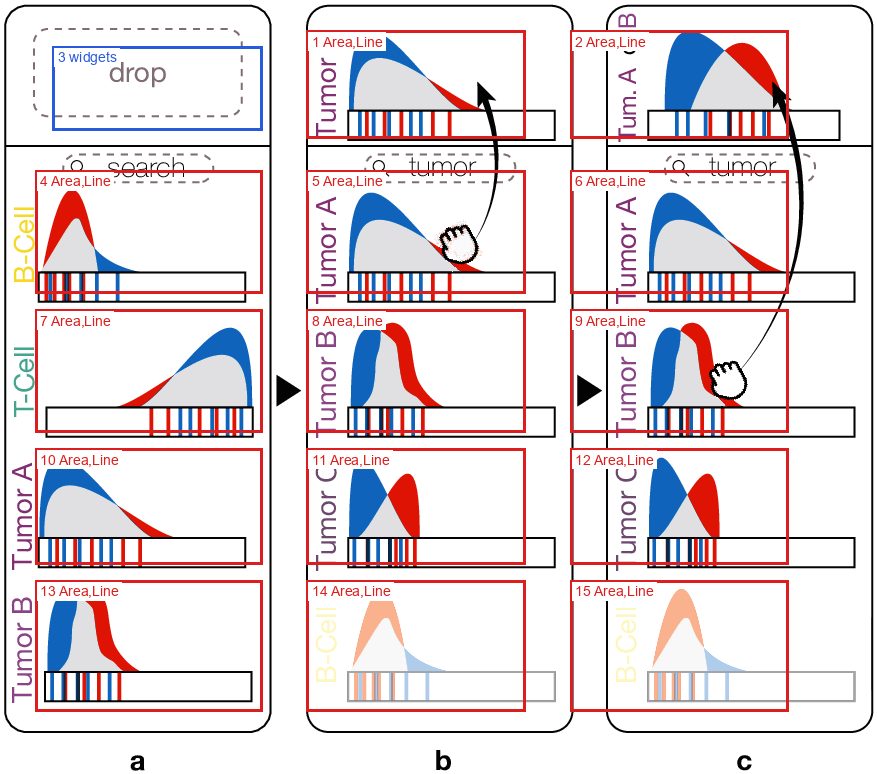 3 widgets
drop
search
4 Area,Line
B-Cell
7 Area,Line
T-Cell
10 Area,Line
Tumor A
13 Area,Line
Tumor B
a
1 Area,Line
Tumor
tumor
5 Area,Line
Tumor A
8 Area,Line
Tumor B
11 Area,Line
Tumor C
14 Area,Line
B-Cell
b
2 Area,Line
Tum. A
B
tumor
6 Area,Line
Tumor A
9 Area,Line
Tumor B
12 Area,Line
Tumor C
15 Area,Line
B-Cell
c